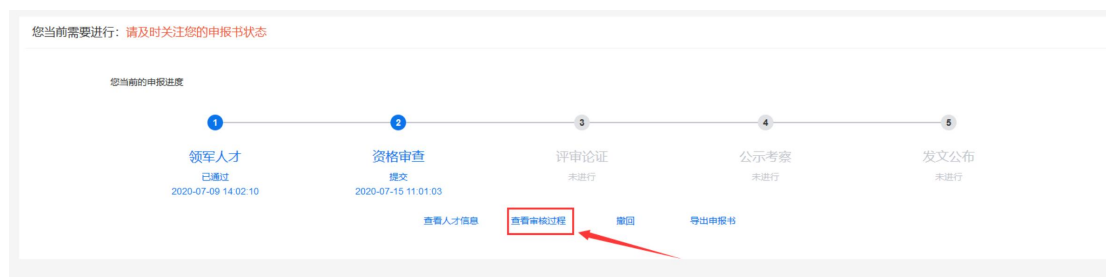 您当前需要进行：请及时关注您的申报书状态
您当前的申报进度
1 2 3 4 5
领军人才 资格审查 评审论证 公示考察 发文公布
已通过 提交 未进行 未进行 未进行
2020-07-09 14:02:10 2020-07-15 11:01:03
查看人才信息 查看审核过程 撤回 导出申报书